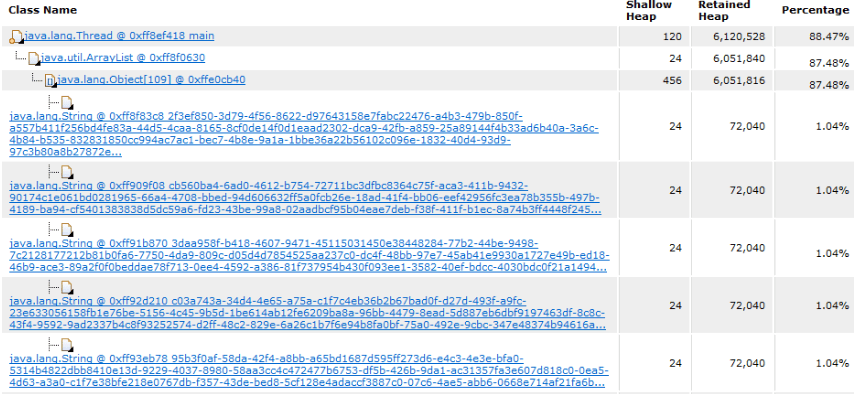 Class Name Shallow Heap Retained Heap Percentage
java.lang.Thread @ 0xff8ef418 main 120 6,120,528 88.47%
java.util.ArrayList @ 0xff8f0630 24 6,051,840 87.48%
java.lang.Object[109] @ 0xffe0cb40 456 6,051,816 87.48%
java.lang.String @ 0xff8f83c8 2f3ef850-3d79-4f56-8622-d97643158e7fabc22476-a4b3-479b-850f-
a557b411f256bd4fe83a-44d5-4caa-8165-8cf0de14f0d1eaad2302-dca9-42fb-a859-25a89144f4b33ad6b40a-3a6c-
4b84-b535-832831850cc994ac7ac1-bec7-4b8e-9a1a-1bbe36a22b56102c096e-1832-40d4-93d9-
97c3b80a8b27872e... 24 72,040 1.04%
java.lang.String @ 0xff909f08 cb560ba4-6ad0-4612-b754-72711bc3dfbc8364c75f-aca3-411b-9432-
90174c1e061bd0281965-66a4-4708-bbed-94d606632ff5a0fcb26e-18ad-41f4-bb06-eef42956fc3ea78b355b-497b-
4189-ba94-cf5401383838d5dc59a6-fd23-43be-99a8-02aadbcf95b04eae7deb-f38f-411f-b1ec-8a74b3ff4448f245... 24 72,040 1.04%
java.lang.String @ 0xff91b870 3daa958f-b418-4607-9471-45115031450e38448284-77b2-44be-9498-
7c2128177212b81b0fa6-7750-4da9-809c-d05d4d7854525aa237c0-dc4f-48bb-97e7-45ab41e9930a1727e49b-ed18-
46b9-ace3-89a2f0f0beddae78f713-0ee4-4592-a386-81f737954b430f093ee1-3582-40ef-bdcc-4030bdc0f21a1494... 24 72,040 1.04%
java.lang.String @ 0xff92d210 c03a743a-34d4-4e65-a75a-c1f7c4eb36b2b67bad0f-d27d-493f-a9fc-
23e633056158fb1e76be-5156-4c45-9b5d-1be614ab12fe6209ba8a-96bb-4479-8ead-5d887eb6dbf9197463df-8c8c-
43f4-9592-9ad2337b4c8f93252574-d2ff-48c2-829e-6a26c1b7f6e94b8fa0bf-75a0-492e-9cbc-347e48374b94616a... 24 72,040 1.04%
java.lang.String @ 0xff93eb78 95b3f0af-58da-42f4-a8bb-a65bd1687d595ff273d6-e4c3-4e3e-bfa0-
5314b4822dbb8410e13d-9229-4037-8980-58aa3cc4c472477b6753-df5b-426b-9da1-ac31357fa3e607d818c0-0ea5-
4d63-a3a0-c1f7e38bfe218e0767db-f357-43de-bed8-5cf128e4adaccf3887c0-07c6-4ae5-abb6-0668e714af21fa6b... 24 72,040 1.04%